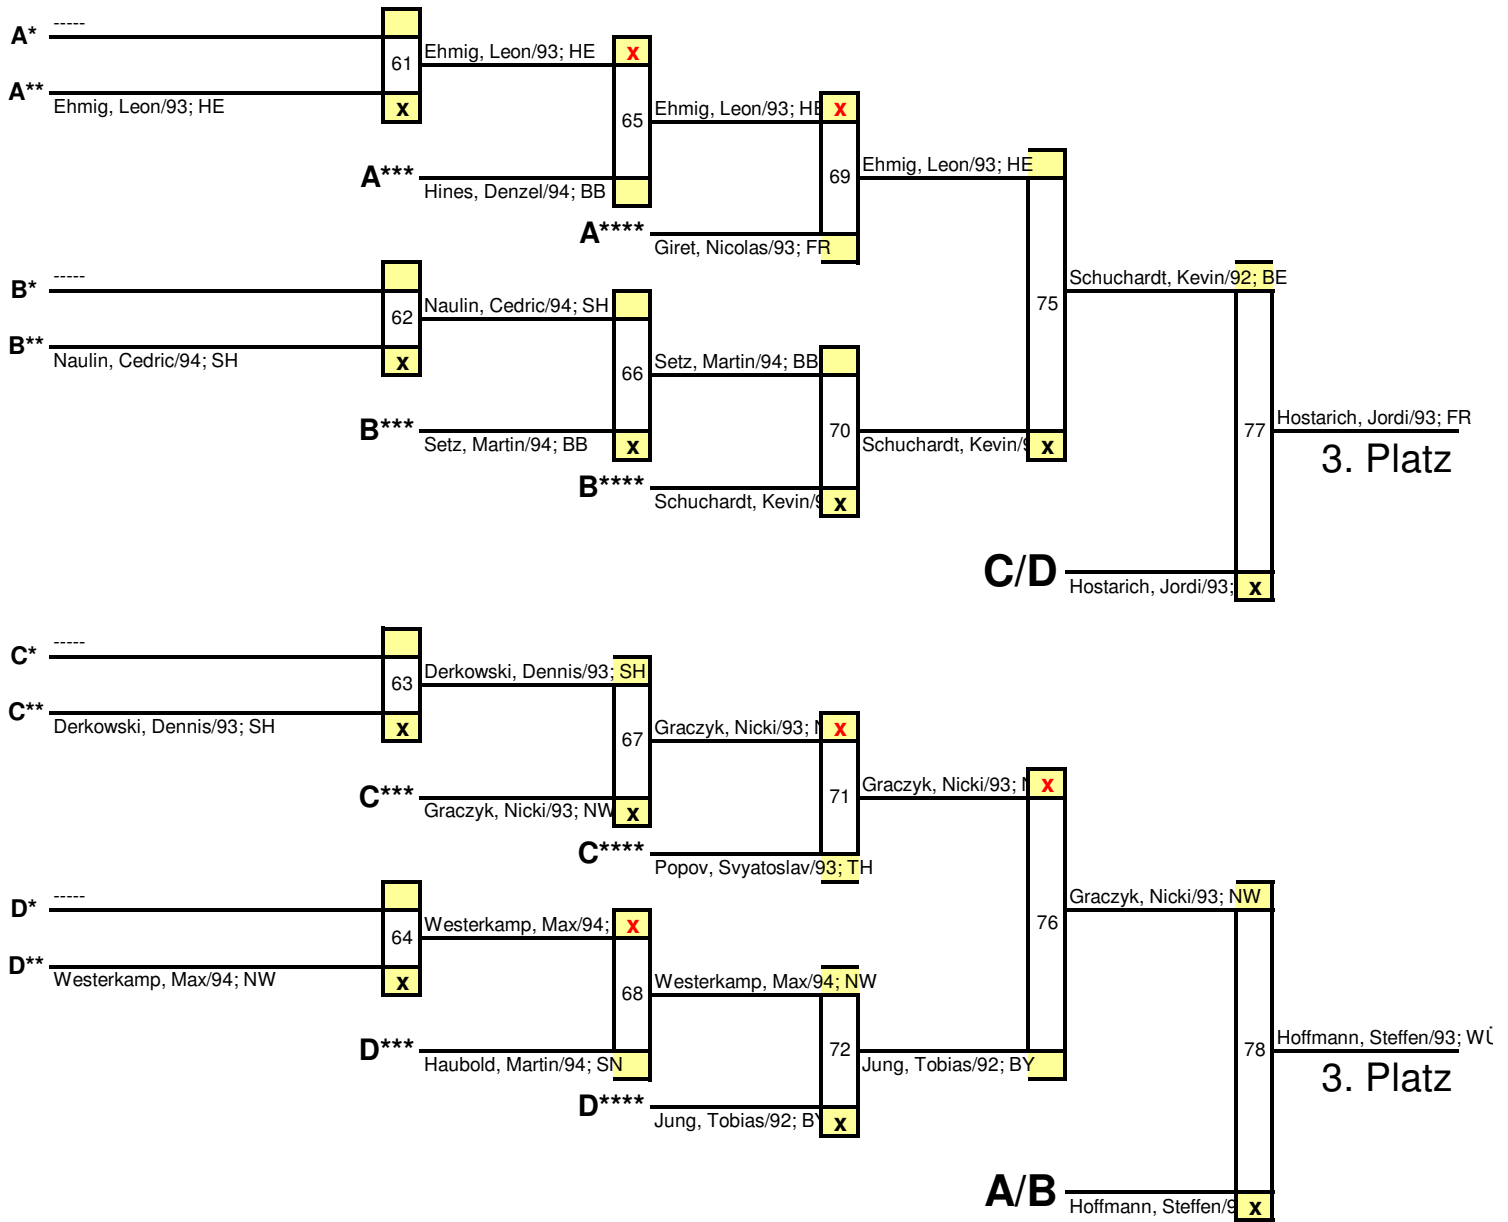 A* -----
61
A** Ehmig, Leon/93; HE
x
Ehmig, Leon/93; HE
x
65
A*** Hines, Denzel/94; BB
Ehmig, Leon/93; HE
x
69
A**** Giret, Nicolas/93; FR
Ehmig, Leon/93; HE
B* -----
62
B** Naulin, Cedric/94; SH
x
Naulin, Cedric/94; SH
66
B*** Setz, Martin/94; BB
x
Setz, Martin/94; BB
70
B**** Schuchardt, Kevin/9
x
Schuchardt, Kevin/9
x
75
Schuchardt, Kevin/92; BE
77
C/D Hostarich, Jordi/93;
x
Hostarich, Jordi/93; FR
3. Platz
C* -----
63
C** Derkowski, Dennis/93; SH
x
Derkowski, Dennis/93; SH
67
C*** Graczyk, Nicki/93; NW
x
Graczyk, Nicki/93; N
x
71
C**** Popov, Svyatoslav/93; TH
Graczyk, Nicki/93; N
x
D* -----
64
D** Westerkamp, Max/94; NW
x
Westerkamp, Max/94;
x
68
D*** Haubold, Martin/94; SN
Westerkamp, Max/94; NW
72
D**** Jung, Tobias/92; BY
x
Jung, Tobias/92; BY
76
Graczyk, Nicki/93; NW
78
A/B Hoffmann, Steffen/9
x
Hoffmann, Steffen/93; WÜ
3. Platz